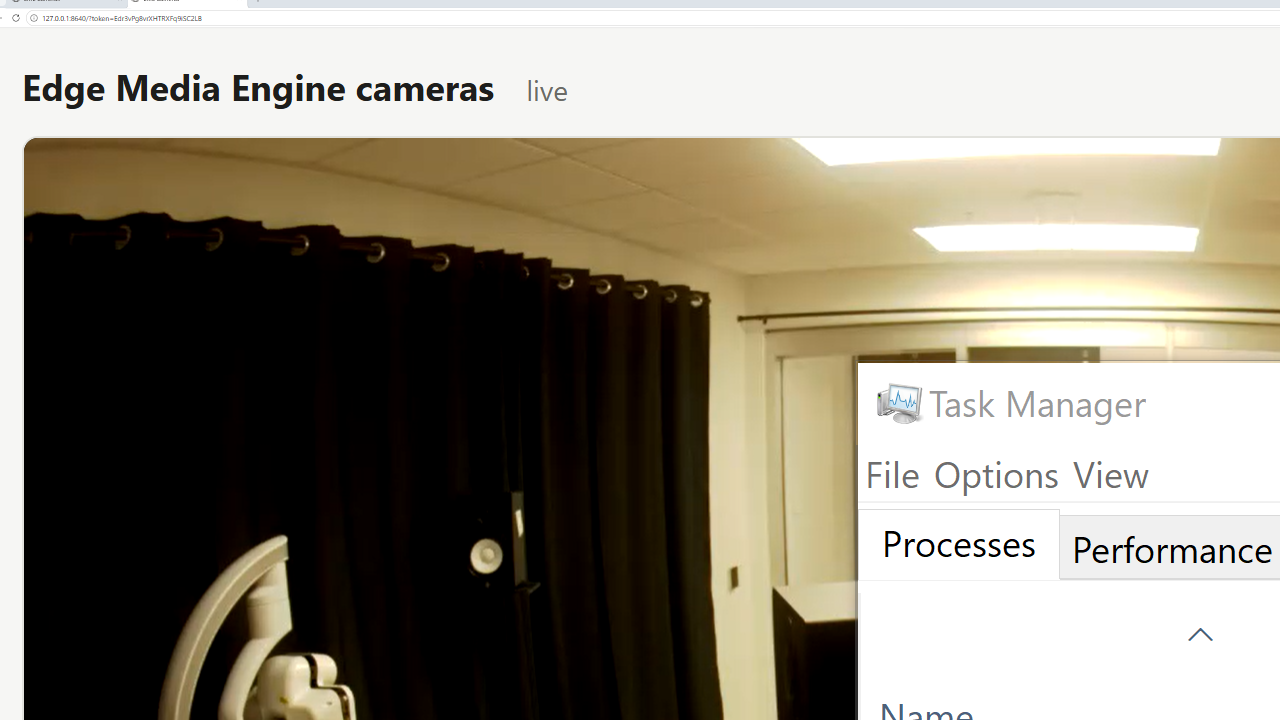 Edge Media Engine cameras live
Task Manager
File Options View
Processes Performance
Name